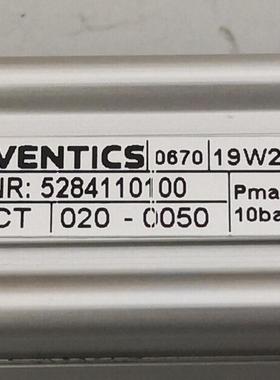 VENTICS 0670 19W2
NR: 5284110100 Pma
CT 020 - 0050 10ba